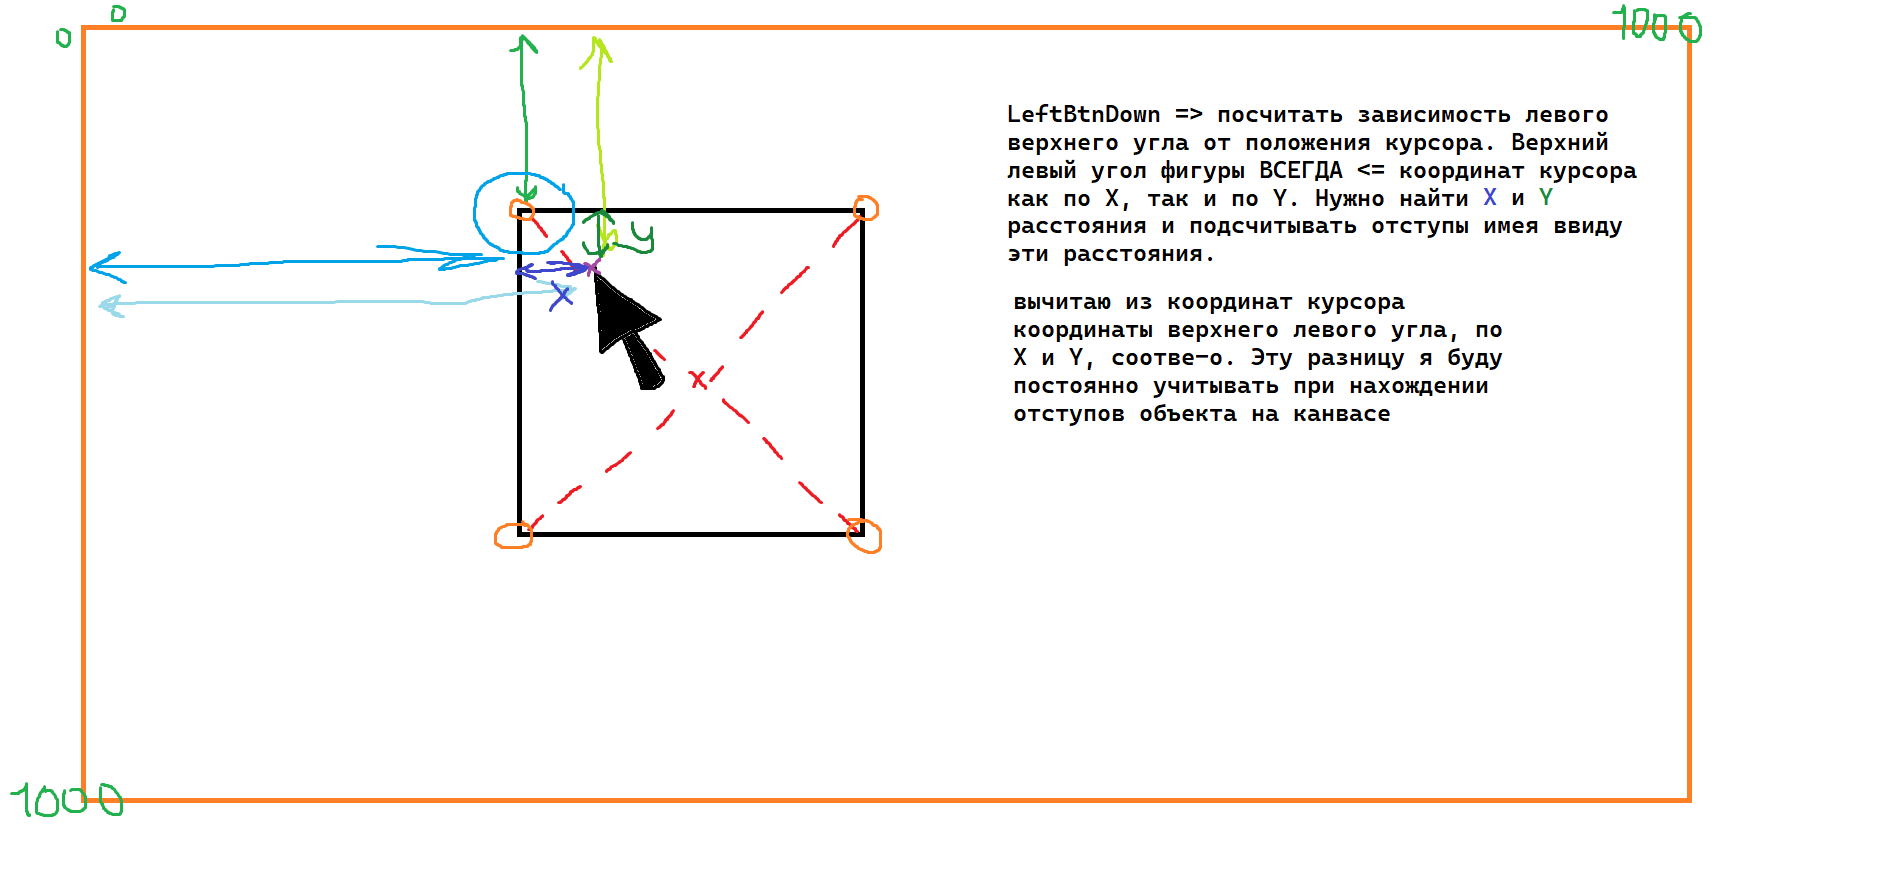 0
0
1000
LeftBtnDown => посчитать зависимость левого
верхнего угла от положения курсора. Верхний
левый угол фигуры ВСЕГДА <= координат курсора
как по X, так и по Y. Нужно найти X и Y
расстояния и подсчитывать отступы имея ввиду
эти расстояния.
y
x
вычитаю из координат курсора
координаты верхнего левого угла, по
X и Y, соотве-о. Эту разницу я буду
постоянно учитывать при нахождении
отступов объекта на канвасе
1000